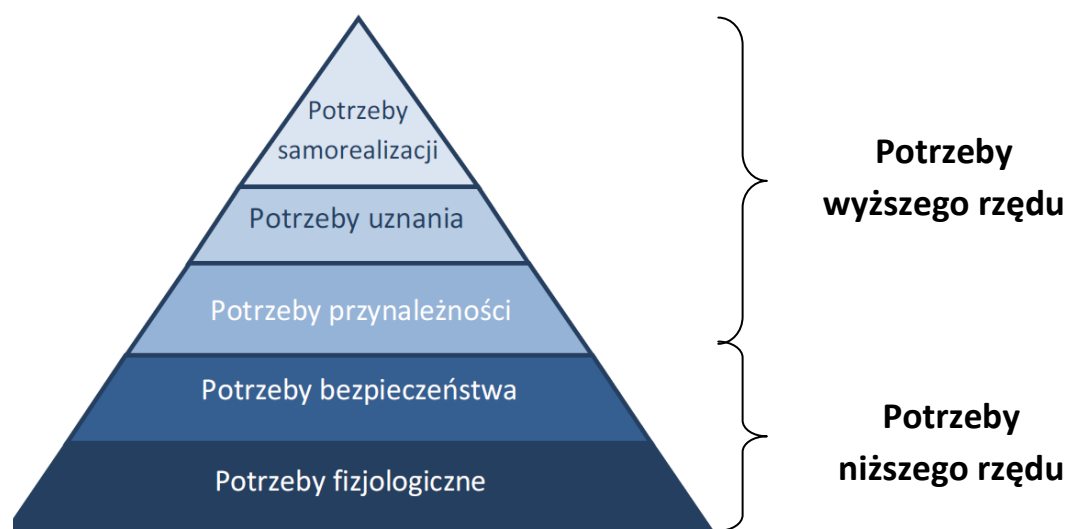 Potrzeby
samorealizacji
Potrzeby uznania
Potrzeby przynależności
Potrzeby bezpieczeństwa
Potrzeby fizjologiczne
Potrzeby
wyższego rzędu
Potrzeby
niższego rzędu